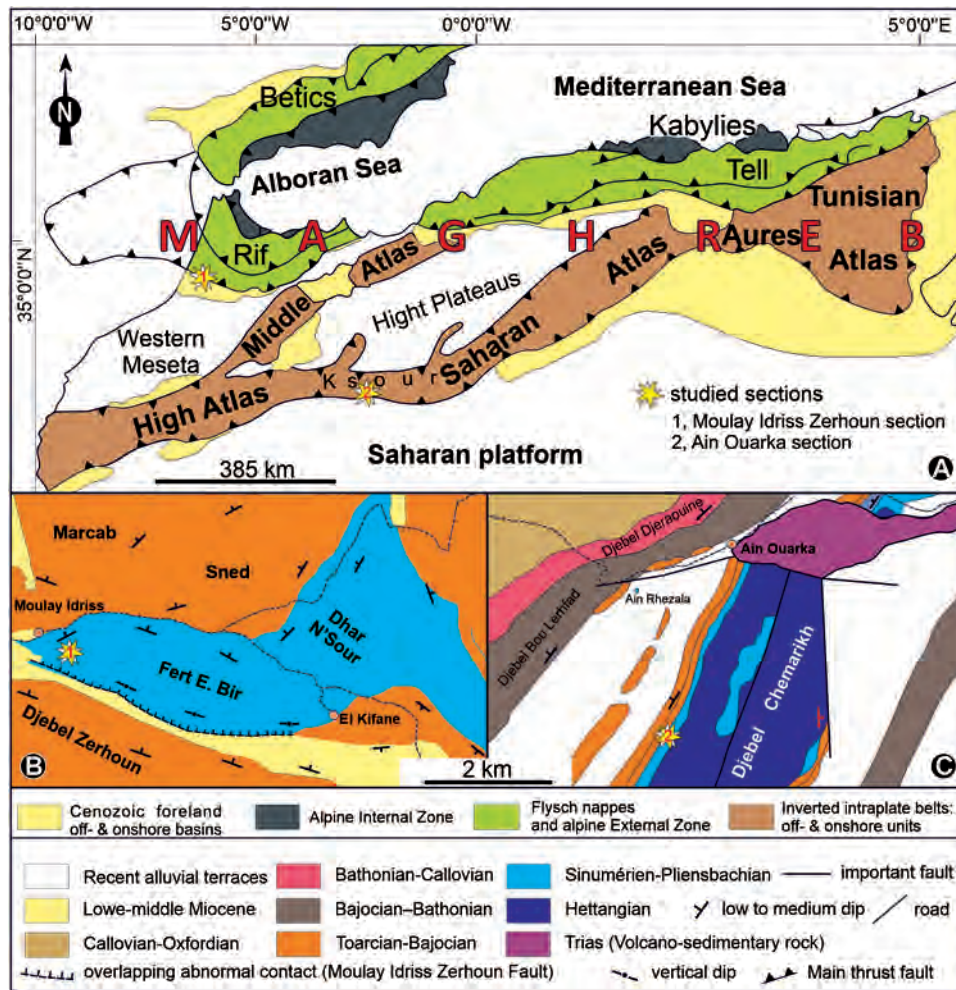 10°0'0"W 5°0'0"W 0°0'0"W 5°0'0"E
N
Betics
Mediterranean Sea
Kabylies
Alboran Sea
Tell
Tunisian
M A G H R E B
Rif
Atlas
Aures
Atlas
Atlas
35°0'0"N
1
Hight Plateaus
Middle
Western
Meseta
Saharan
Ksour
studied sections
High Atlas
2
1, Moulay Idriss Zerhoun section
2, Ain Ouarka section
Saharan platform
385 km
A
Marcab
Sned
Moulay Idriss
1
Dhar
N'Sour
Fert E. Bir
El Kifane
Djebel Zerhoun
B
2 km
Djebel Djeraouine
Ain Ouarka
Ain Rhezala
Djebel Bou Lerhfad
Djebel Chemarikh
2
C
Cenozoic foreland
off- & onshore basins
Alpine Internal Zone
Flysch nappes
and alpine External Zone
Inverted intraplate belts:
off- & onshore units
Recent alluvial terraces Bathonian-Callovian Sinumérien-Pliensbachian important fault
Lowe-middle Miocene Bajocian–Bathonian Hettangian low to medium dip road
Callovian-Oxfordian Toarcian-Bajocian Trias (Volcano-sedimentary rock)
overlapping abnormal contact (Moulay Idriss Zerhoun Fault) vertical dip Main thrust fault